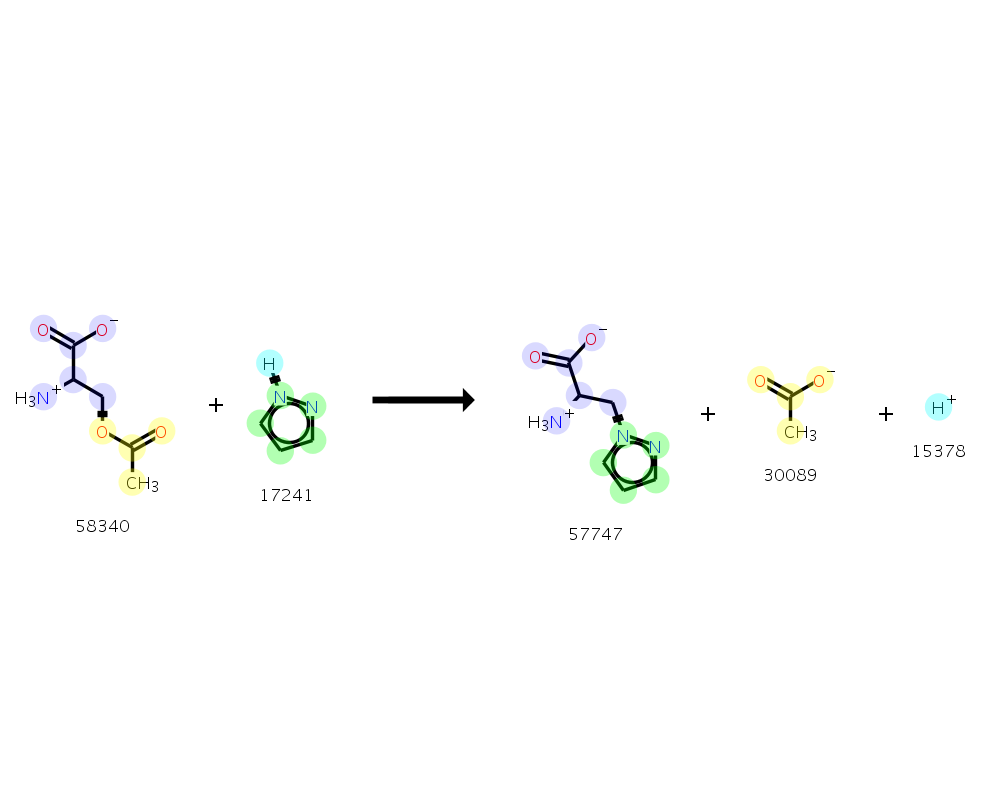 O O−
H3N+
O O
CH3
58340
+
H
N N
17241
O O−
H3N+
N N
57747
+
O O−
CH3
30089
+
H+
15378